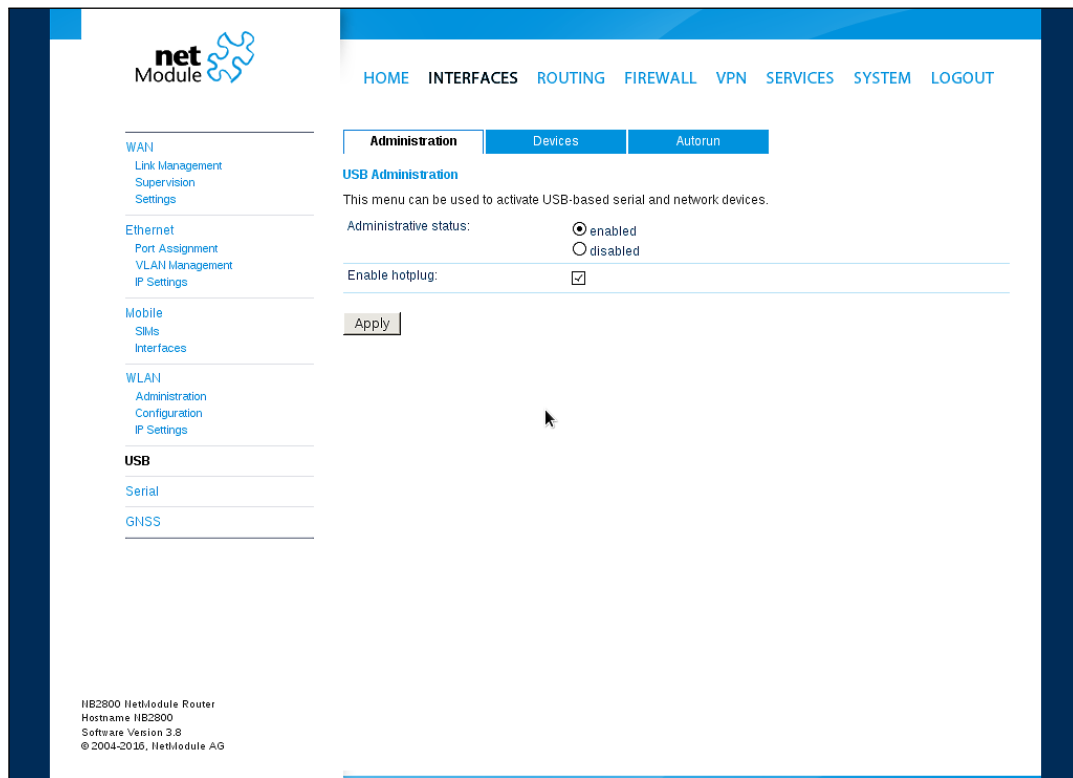 net
Module
HOME INTERFACES ROUTING FIREWALL VPN SERVICES SYSTEM LOGOUT
WAN
Link Management
Supervision
Settings
Ethernet
Port Assignment
VLAN Management
IP Settings
Mobile
SIMs
Interfaces
WLAN
Administration
Configuration
IP Settings
USB
Serial
GNSS
Administration Devices Autorun
USB Administration
This menu can be used to activate USB-based serial and network devices.
Administrative status: enabled
disabled
Enable hotplug:
Apply
NB2800 NetModule Router
Hostname NB2800
Software Version 3.8
© 2004-2016, NetModule AG